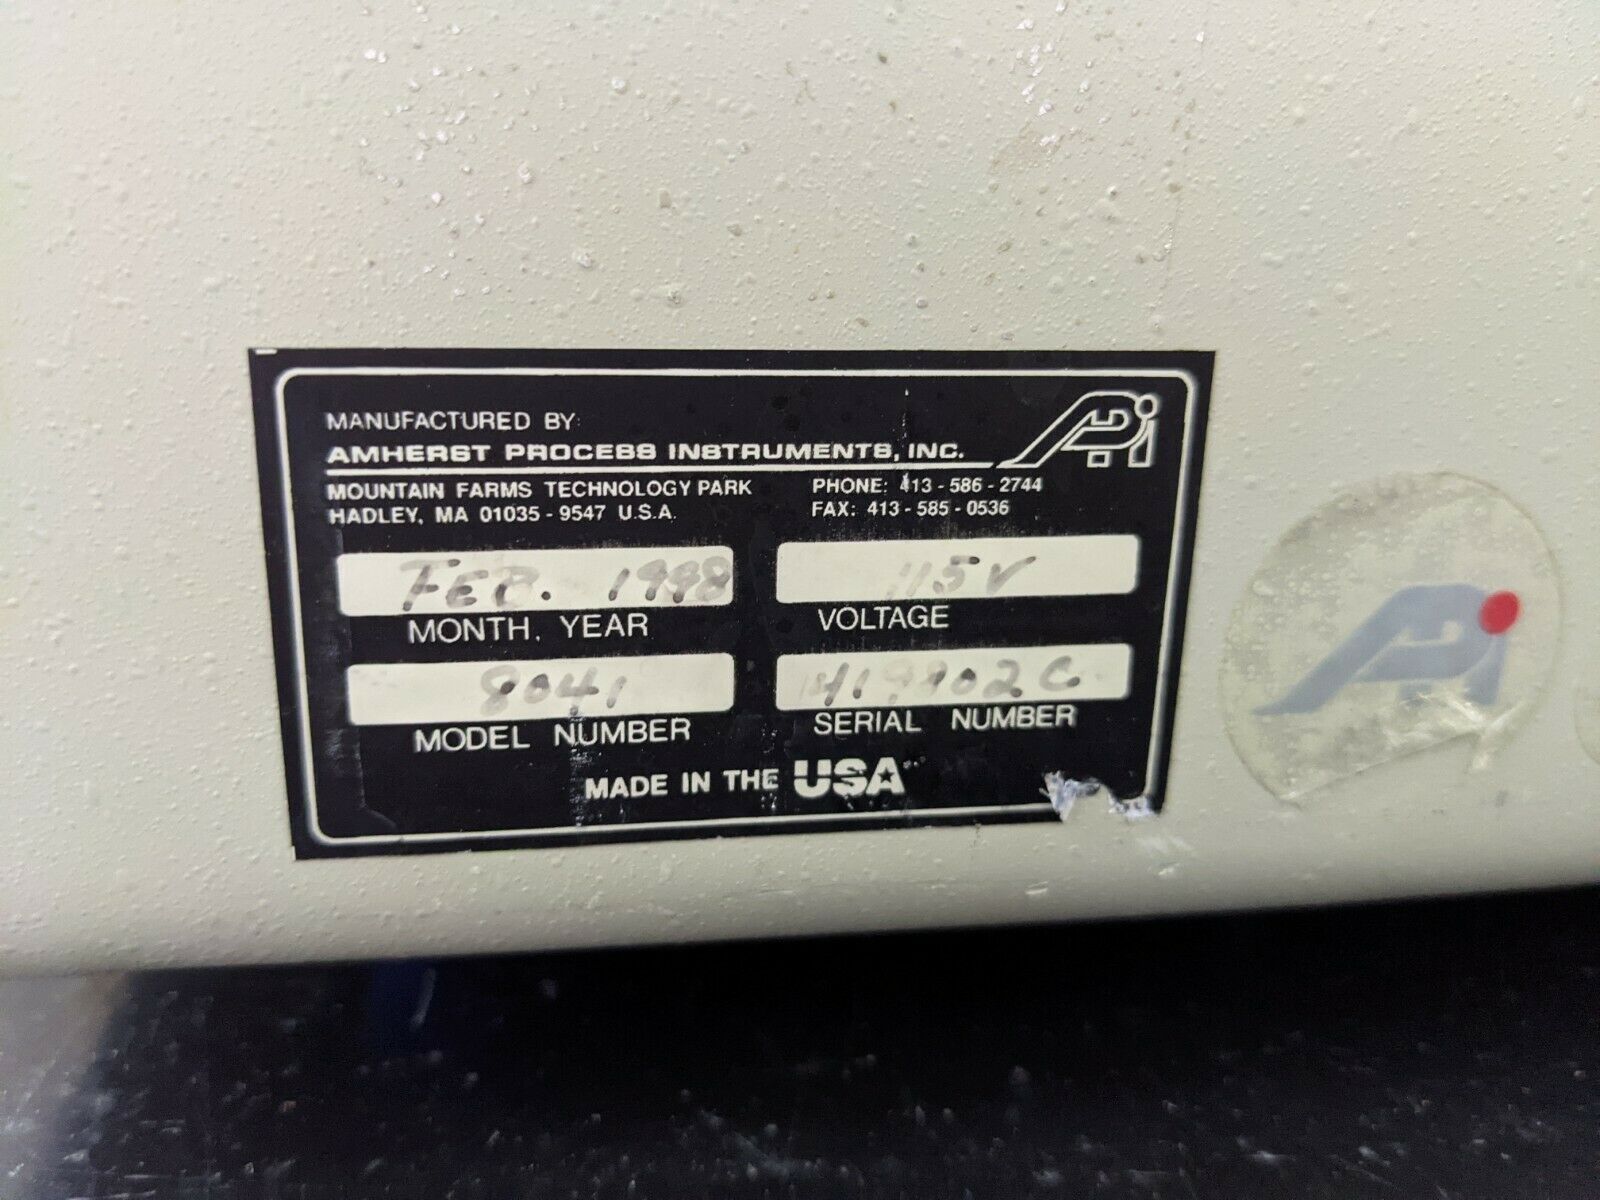 MANUFACTURED BY:
AMHERST PROCESS INSTRUMENTS, INC.
MOUNTAIN FARMS TECHNOLOGY PARK
HADLEY, MA 01035-9547 U.S.A.
PHONE: 413-586-2744
FAX: 413-585-0536
FEB. 1998
MONTH, YEAR
115V
VOLTAGE
8041
MODEL NUMBER
SERIAL NUMBER
MADE IN THE USA